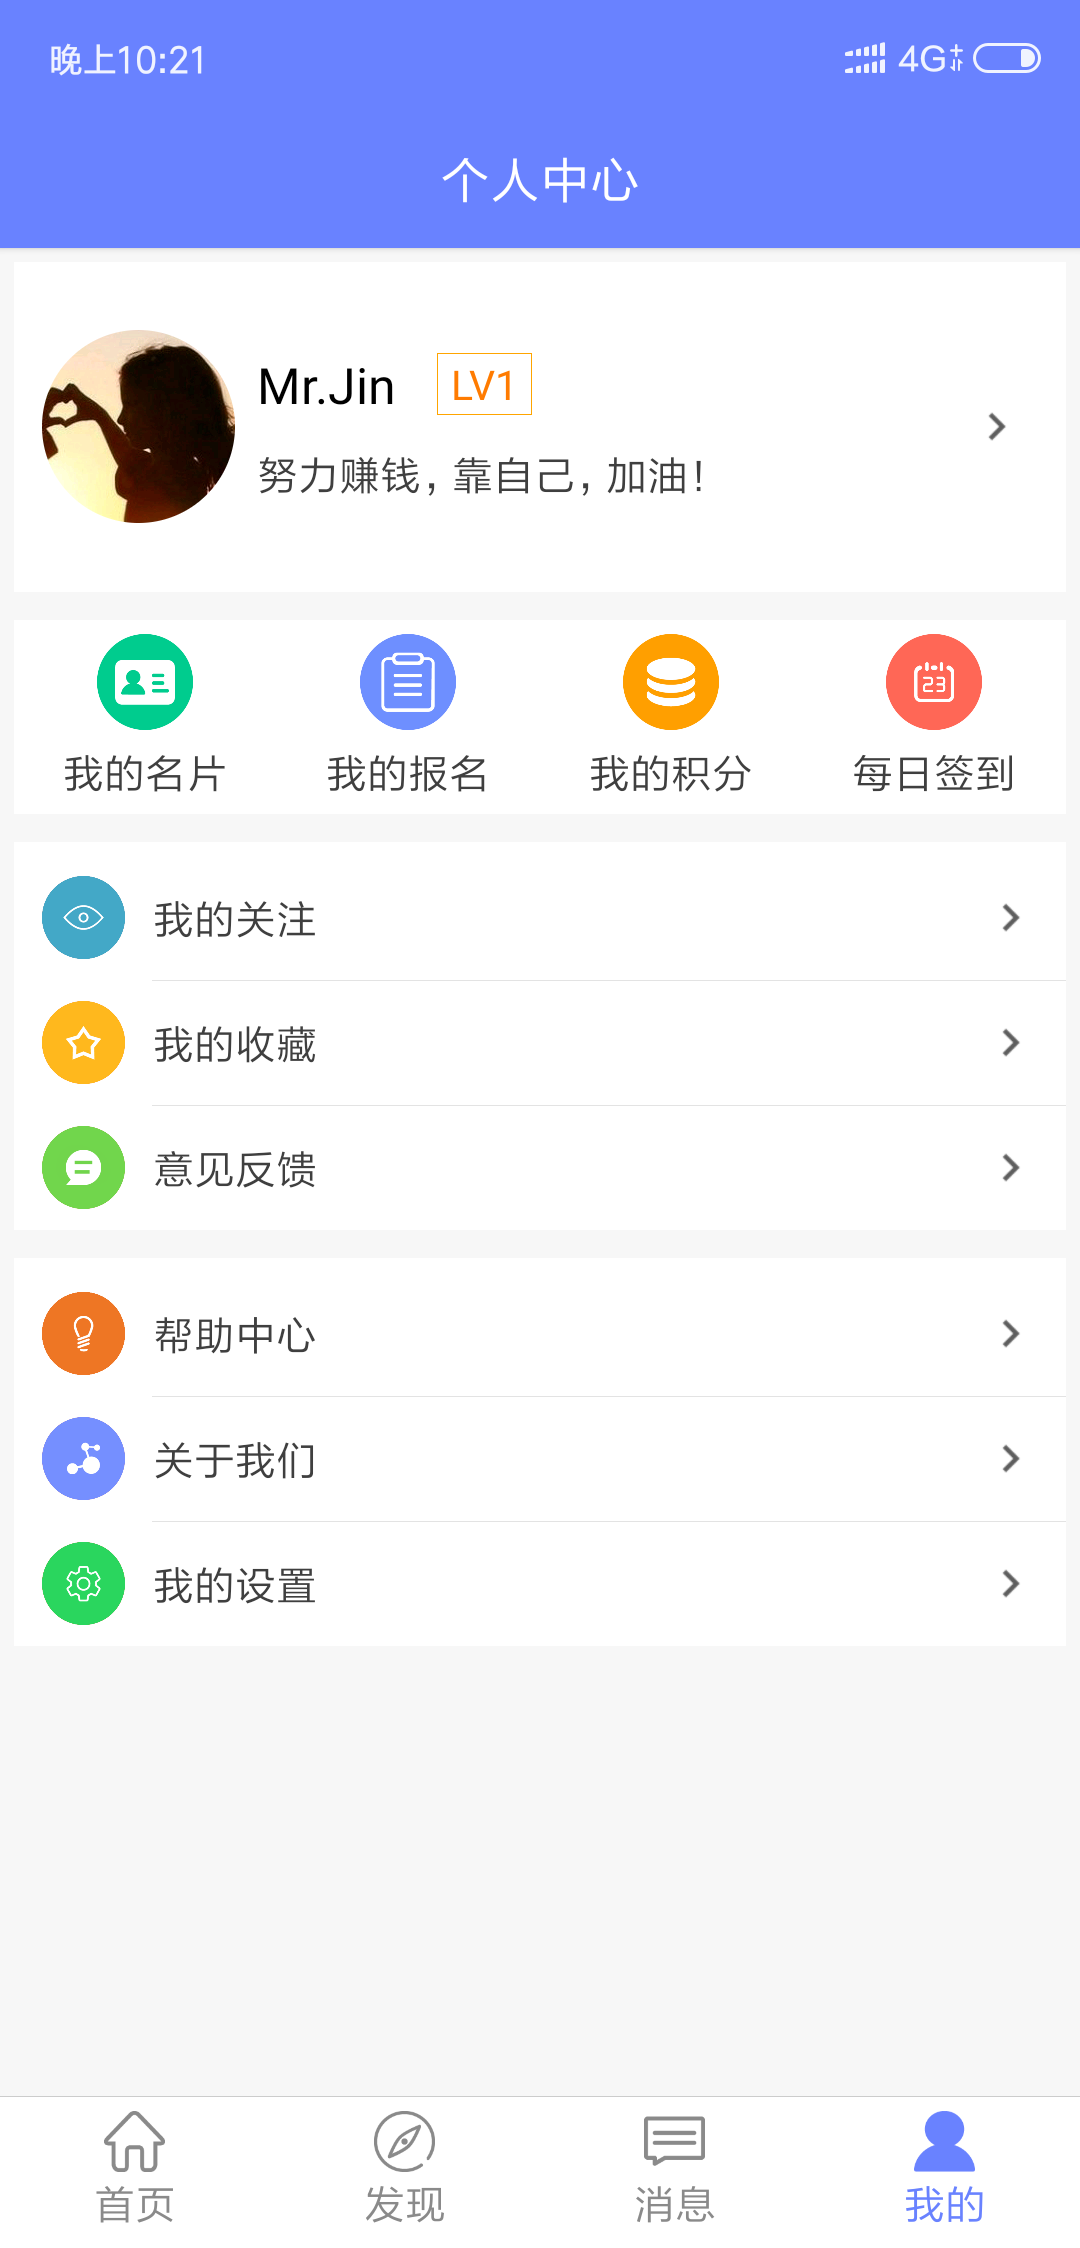 晚上10:21 4G+
个人中心
Mr.Jin LV1
努力赚钱，靠自己，加油！
23
我的名片 我的报名 我的积分 每日签到
我的关注
我的收藏
意见反馈
帮助中心
关于我们
我的设置
首页 发现 消息 我的